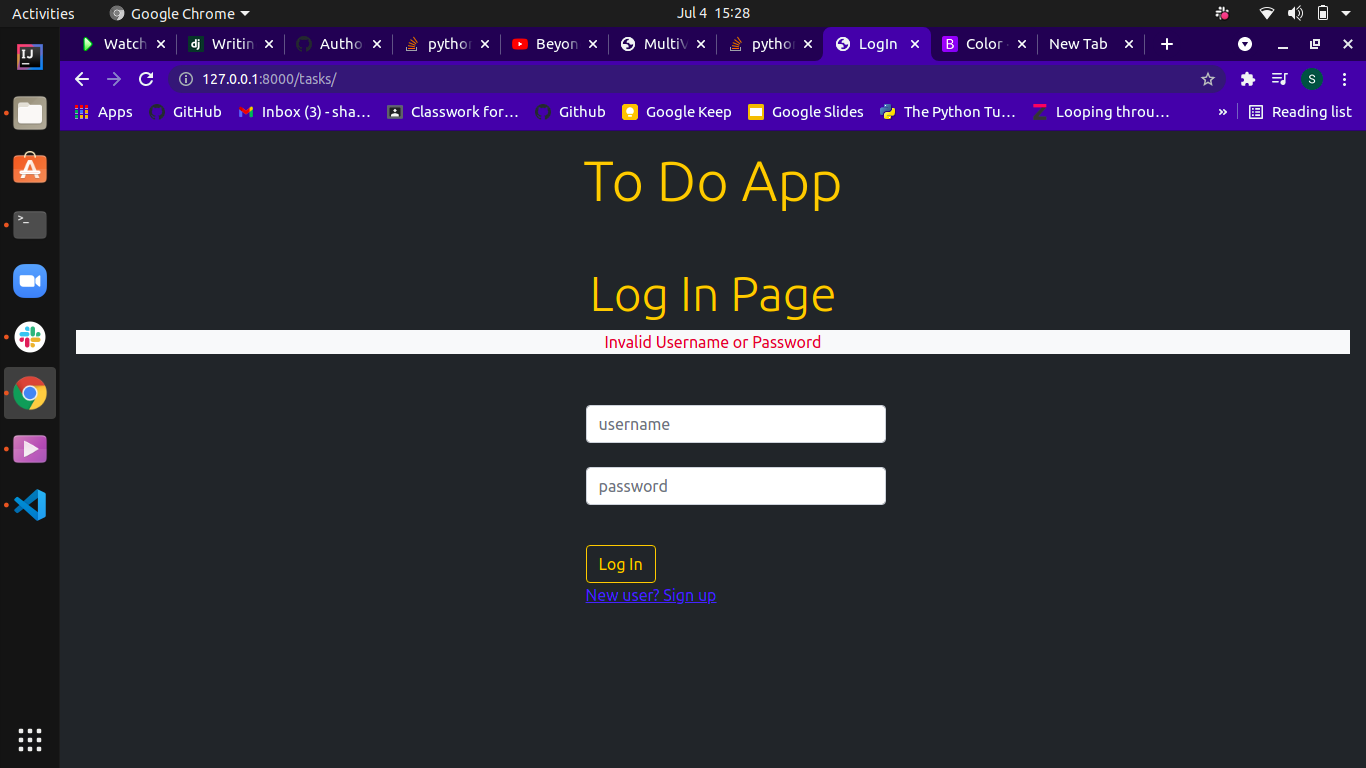 Activities Google Chrome Jul 4 15:28
Watch Writin Autho python Beyon MultiV python LogIn Color New Tab
127.0.0.1:8000/tasks/ S
Apps GitHub Inbox (3) - sha... Classwork for... Github Google Keep Google Slides The Python Tu... Looping throu... » Reading list
To Do App
Log In Page
Invalid Username or Password
username
password
Log In
New user? Sign up